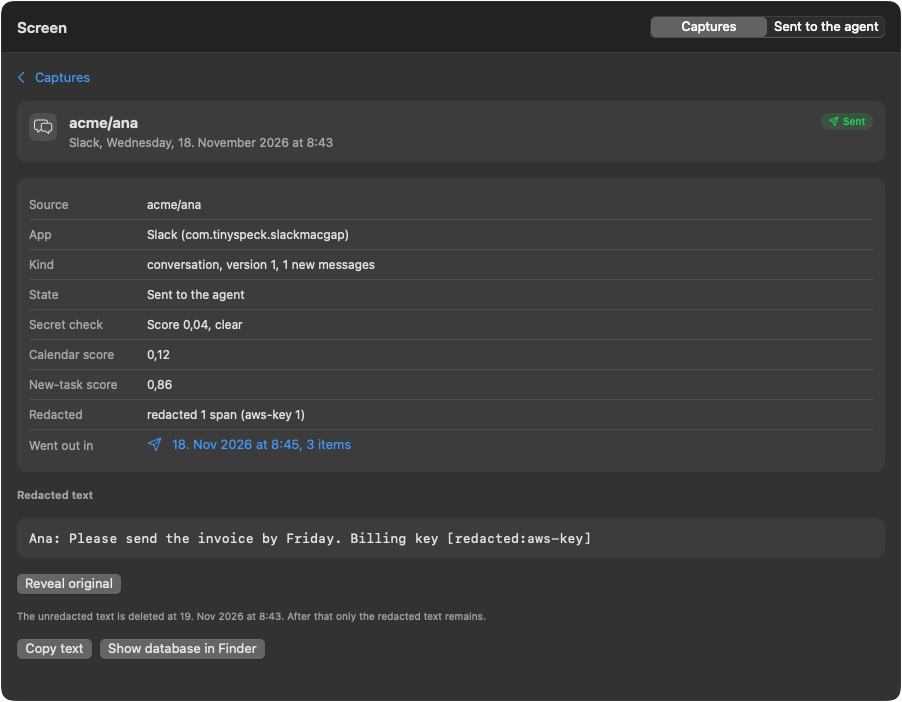 Screen
Captures
Sent to the agent
Captures
acme/ana
Slack, Wednesday, 18. November 2026 at 8:43
Sent
Source acme/ana
App Slack (com.tinyspeck.slackmacgap)
Kind conversation, version 1, 1 new messages
State Sent to the agent
Secret check Score 0,04, clear
Calendar score 0,12
New-task score 0,86
Redacted redacted 1 span (aws-key 1)
Went out in 18. Nov 2026 at 8:45, 3 items
Redacted text
Ana: Please send the invoice by Friday. Billing key [redacted:aws-key]
Reveal original
The unredacted text is deleted at 19. Nov 2026 at 8:43. After that only the redacted text remains.
Copy text
Show database in Finder